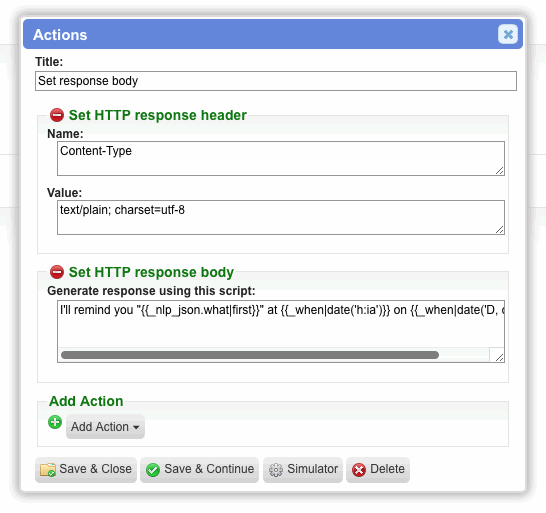 Actions
Title:
Set response body
Set HTTP response header
Name:
Content-Type
Value:
text/plain; charset=utf-8
Set HTTP response body
Generate response using this script:
I'll remind you "{{_nlp_json.what|first}}" at {{_when|date('h:ia')}} on {{_when|date('D,
Add Action
Add Action
Save & Close
Save & Continue
Simulator
Delete